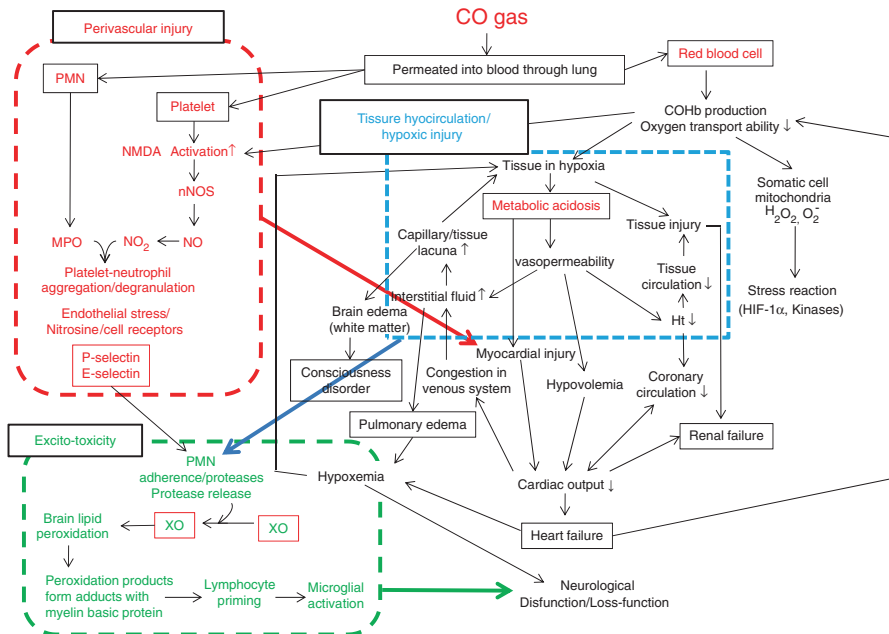 CO gas
Perivascular injury
Permeated into blood through lung
Red blood cell
PMN
Platelet
Tissure hyocirculation/
hypoxic injury
COHb production
Oxygen transport ability ↓
NMDA Activation↑
nNOS
MPO
NO2
NO
Platelet-neutrophil
aggregation/degranulation
Endothelial stress/
Nitrosine/cell receptors
P-selectin
E-selectin
Tissue in hypoxia
Metabolic acidosis
Capillary/tissue
lacuna ↑
vasopermeability
Tissue injury
Tissue
circulation ↓
Interstitial fluid ↑
Ht ↓
Somatic cell
mitochondria
H2O2, O2-
Stress reaction
(HIF-1α, Kinases)
Brain edema
(white matter)
Consciousness
disorder
Congestion in
venous system
Myocardial injury
Hypovolemia
Coronary
circulation ↓
Pulmonary edema
Renal failure
Excito-toxicity
PMN
adherence/proteases
Protease release
Hypoxemia
Cardiac output ↓
Heart failure
Brain lipid
peroxidation
XO
XO
Peroxidation products
form adducts with
myelin basic protein
Lymphocyte
priming
Microglial
activation
Neurological
Disfunction/Loss-function